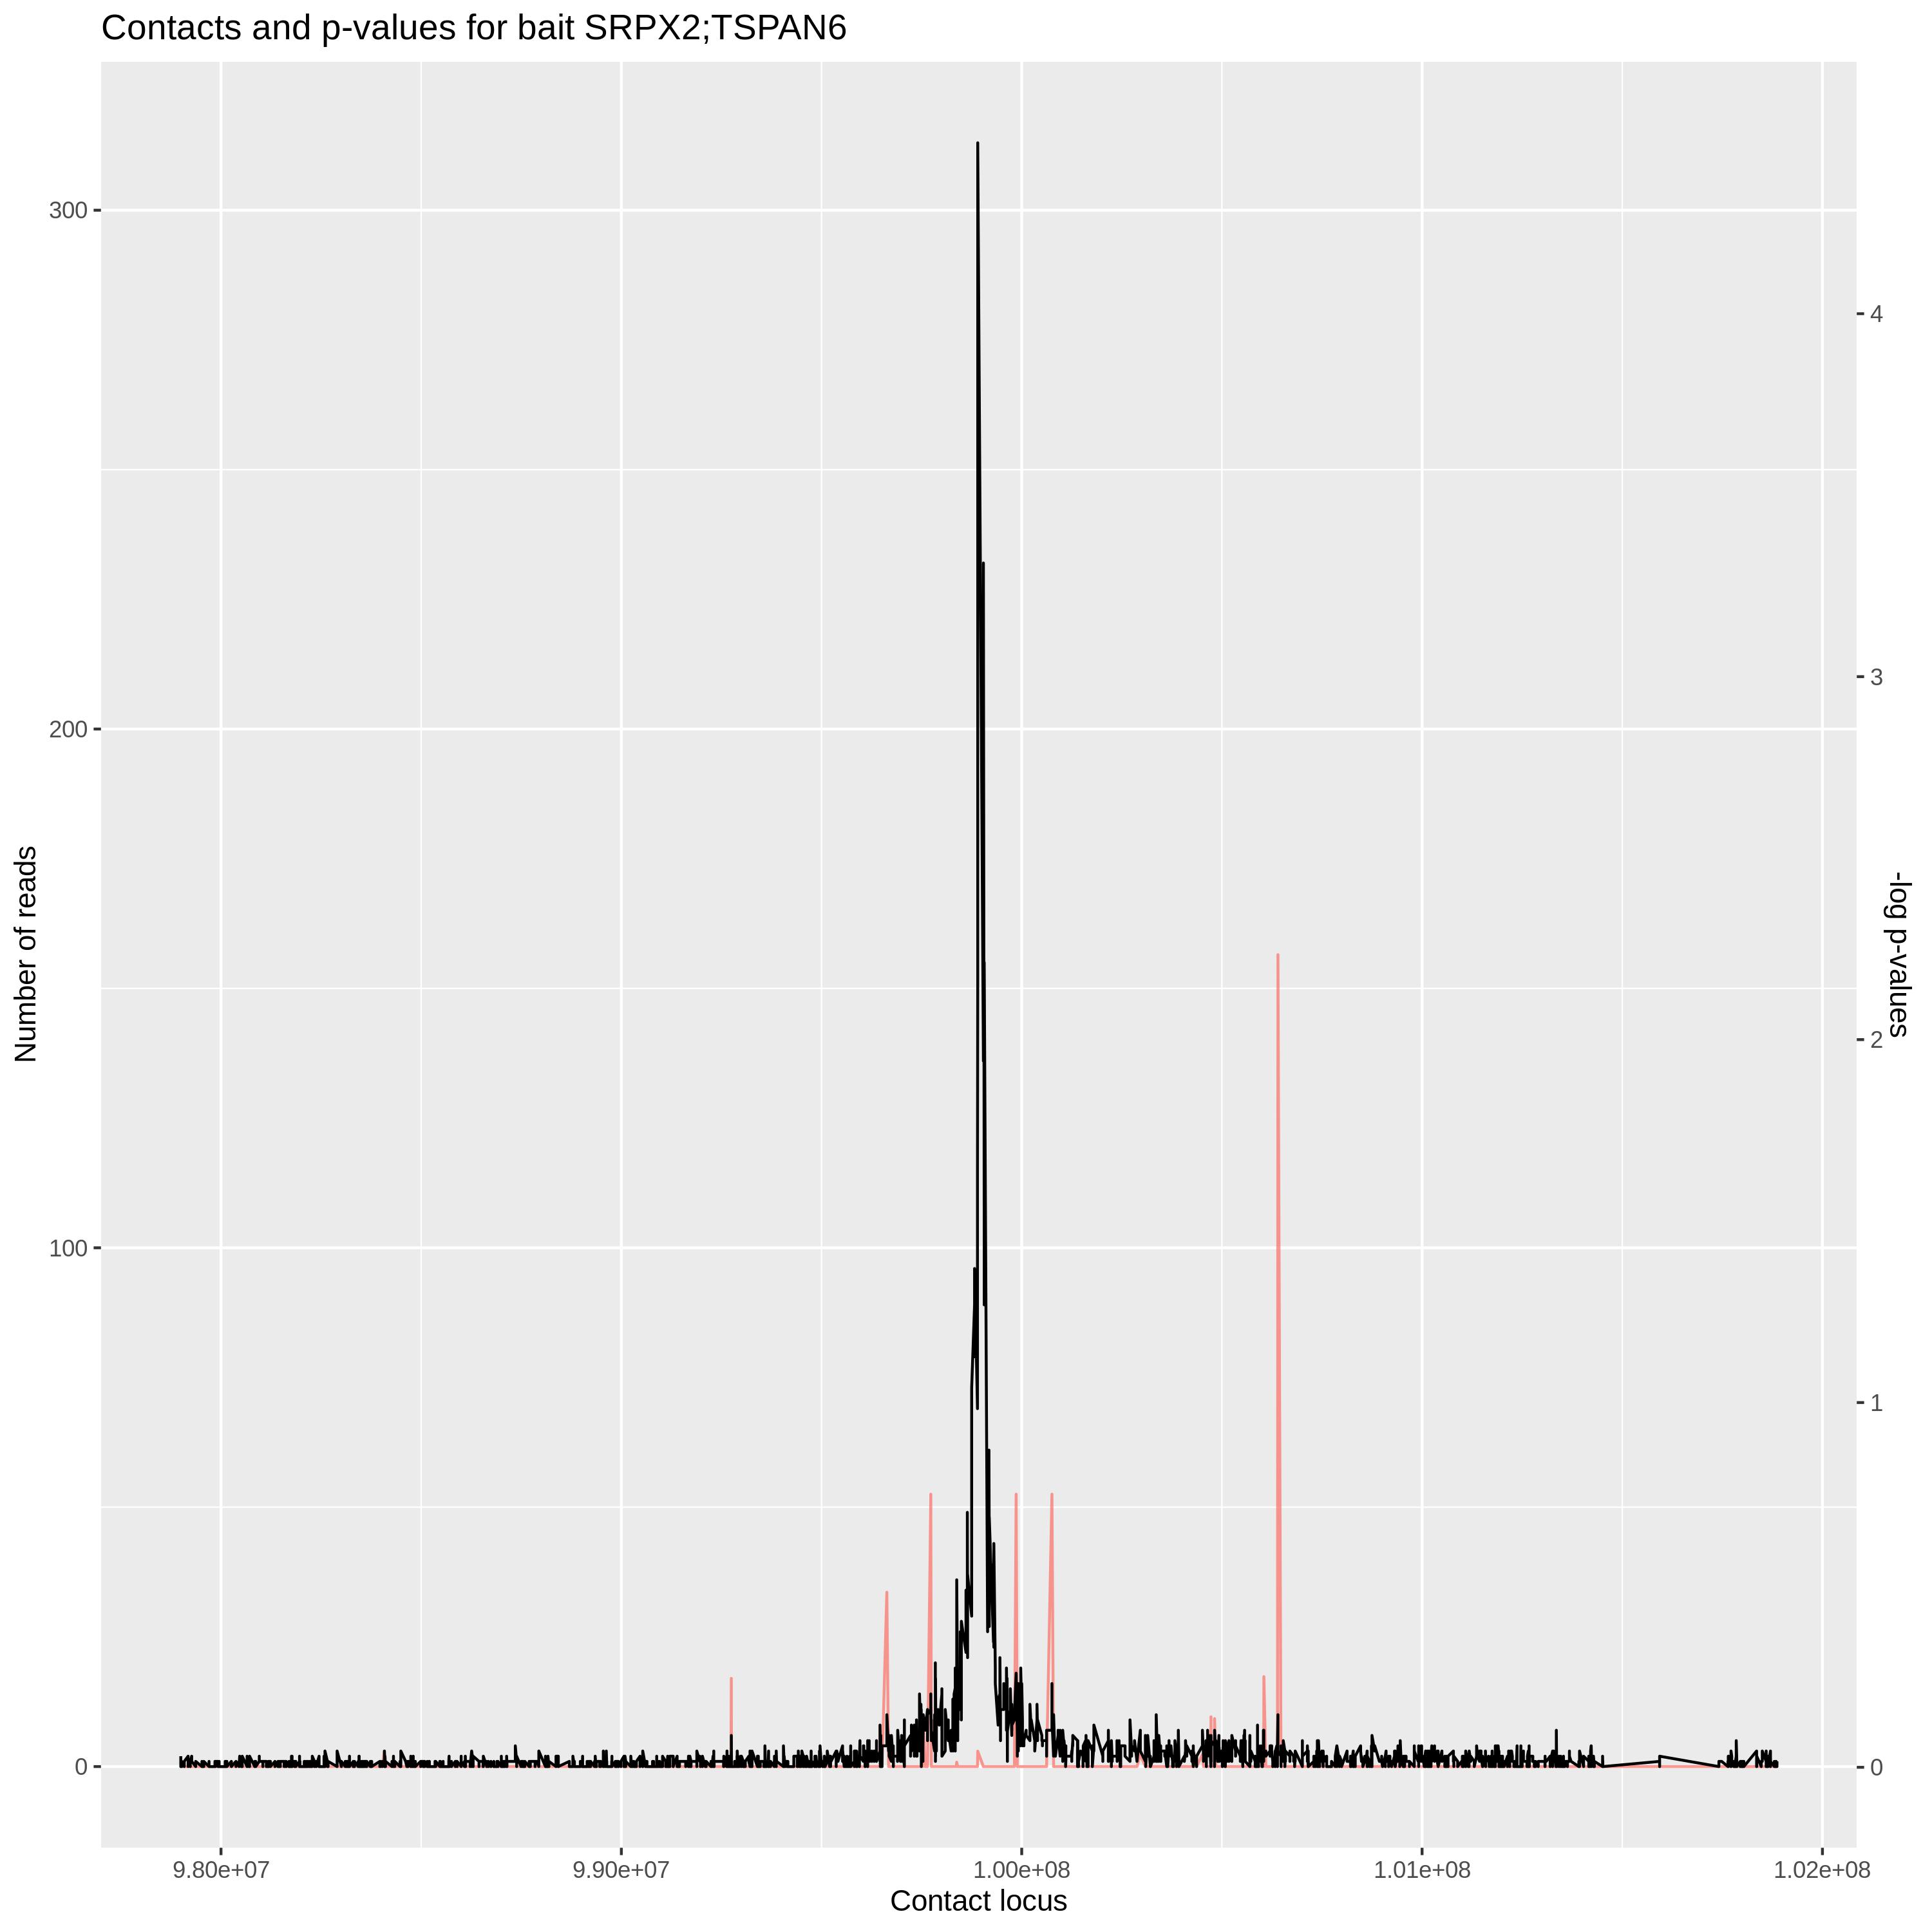 Contacts and p-values for bait SRPX2;TSPAN6
300
200
100
0
Number of reads
4
3
2
1
0
-log p-values
9.80e+07
9.90e+07
1.00e+08
1.01e+08
1.02e+08
Contact locus